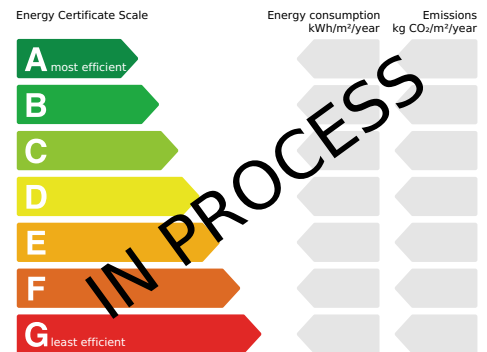 Energy Certificate Scale
Energy consumption
kWh/m²/year
Emissions
kg CO₂/m²/year
A most efficient
B
C
D
E
F
G least efficient
IN PROCESS